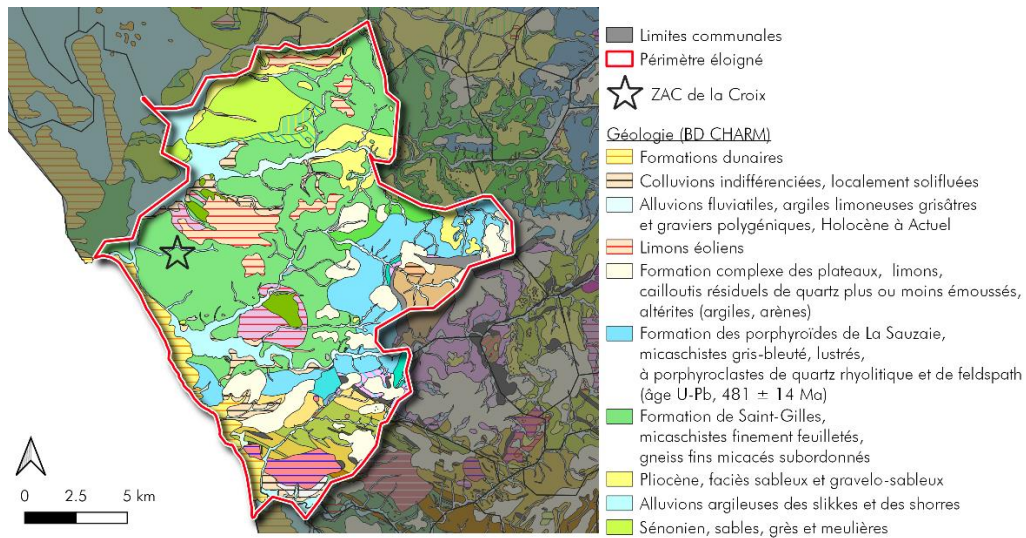 Limites communales
Périmètre éloigné
ZAC de la Croix
Géologie (BD CHARM)
Formations dunaires
Colluvions indifférenciées, localement solifluées
Alluvions fluviatiles, argiles limoneuses grisâtres
et graviers polygéniques, Holocène à Actuel
Limons éoliens
Formation complexe des plateaux, limons,
cailloutis résiduels de quartz plus ou moins émoussés,
altérites (argiles, arènes)
Formation des porphyroïdes de La Sauzaie,
micaschistes gris-bleuté, lustrés,
à porphyroclastes de quartz rhyolitique et de feldspath
(âge U-Pb, 481 ± 14 Ma)
Formation de Saint-Gilles,
micaschistes finement feuilletés,
gneiss fins micacés subordonnés
Pliocène, faciès sableux et gravelo-sableux
Alluvions argileuses des slikkes et des shorres
Sénonien, sables, grès et meulières
0 2.5 5 km